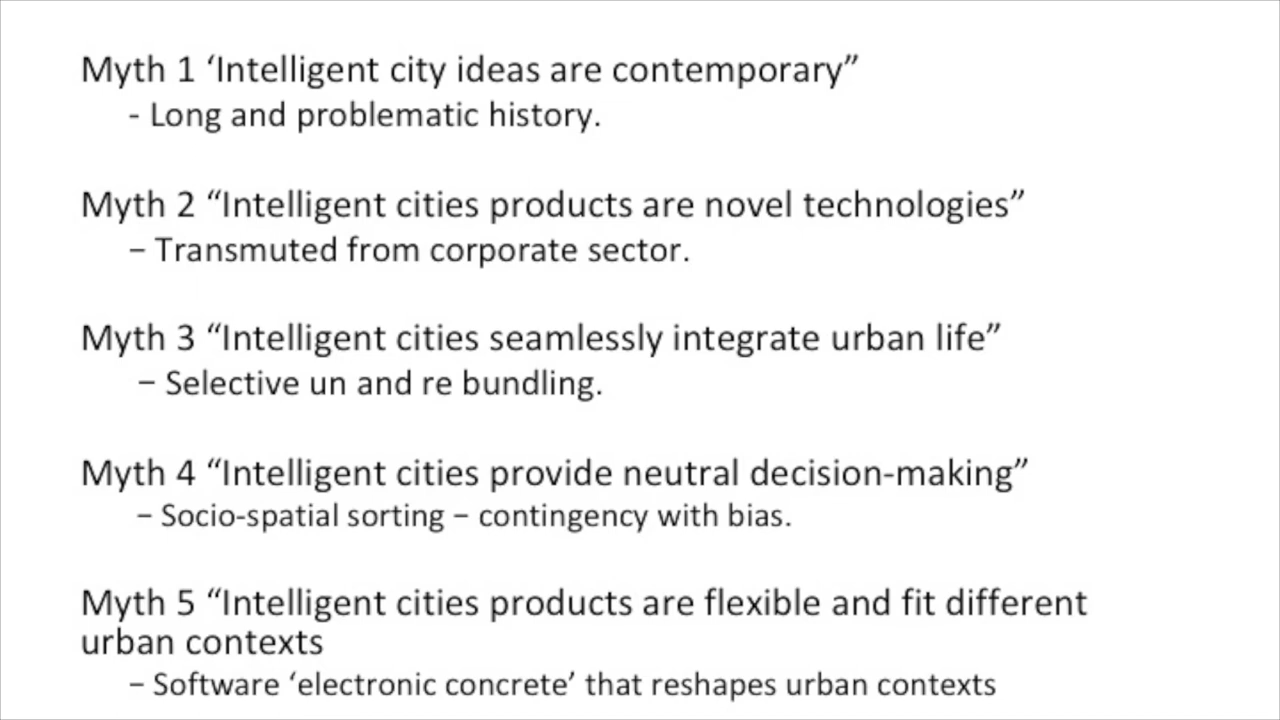 Myth 1 ‘Intelligent city ideas are contemporary”
- Long and problematic history.
Myth 2 “Intelligent cities products are novel technologies”
– Transmuted from corporate sector.
Myth 3 “Intelligent cities seamlessly integrate urban life”
– Selective un and re bundling.
Myth 4 “Intelligent cities provide neutral decision-making”
– Socio-spatial sorting – contingency with bias.
Myth 5 “Intelligent cities products are flexible and fit different
urban contexts
– Software ‘electronic concrete’ that reshapes urban contexts